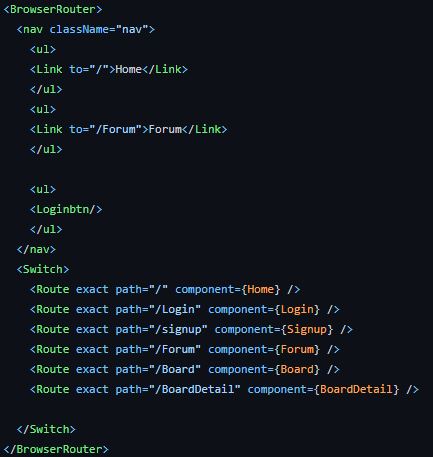 <BrowserRouter>
<nav className="nav">
<ul>
<Link to="/">Home</Link>
</ul>
<ul>
<Link to="/Forum">Forum</Link>
</ul>
<ul>
<Loginbtn/>
</ul>
</nav>
<Switch>
<Route exact path="/" component={Home} />
<Route exact path="/Login" component={Login} />
<Route exact path="/signup" component={Signup} />
<Route exact path="/Forum" component={Forum} />
<Route exact path="/Board" component={Board} />
<Route exact path="/BoardDetail" component={BoardDetail} />
</Switch>
</BrowserRouter>